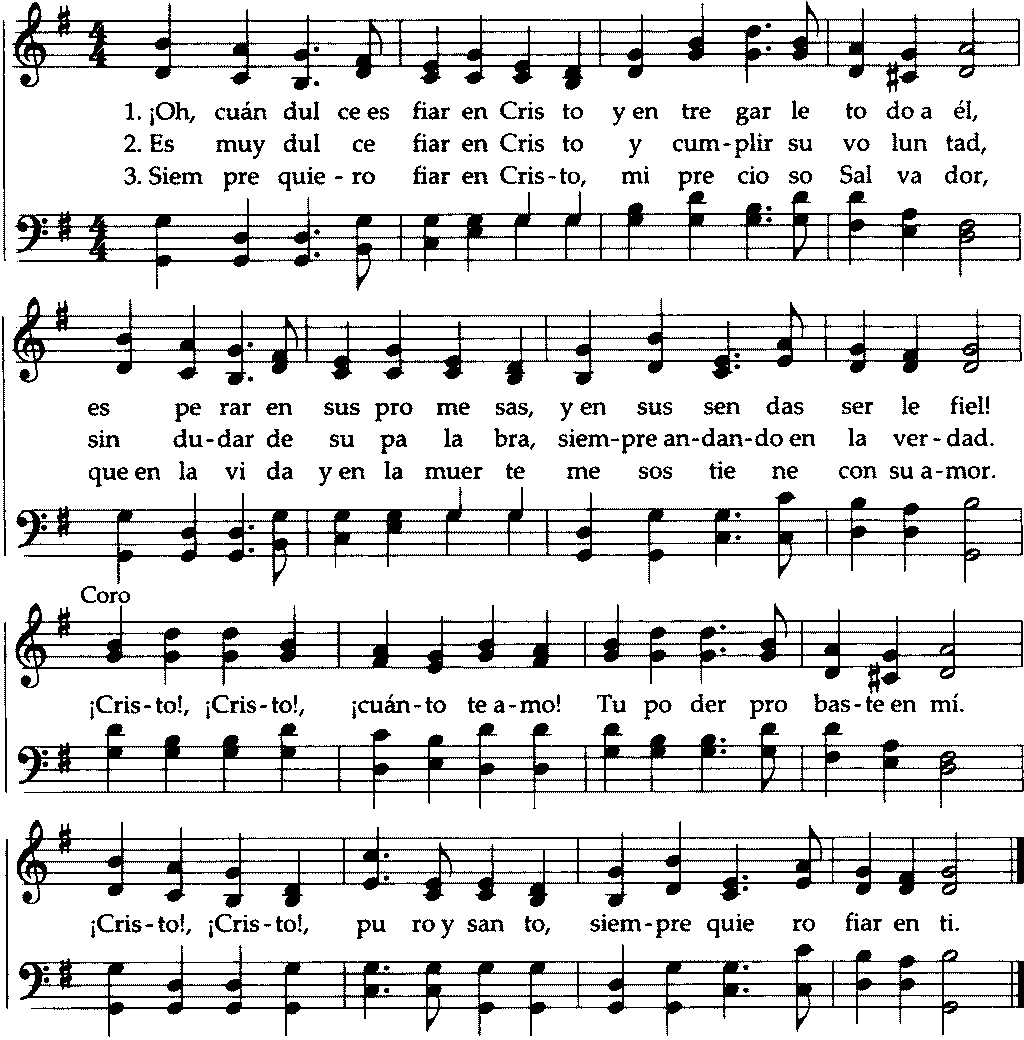 1. ¡Oh, cuán dul ce es fiar en Cris to y en tre gar le to do a él,
2. Es muy dul ce fiar en Cris to y cum-plir su vo lun tad,
3. Siem pre quie-ro fiar en Cris-to, mi pre cio so Sal va dor,
es pe rar en sus pro me sas, y en sus sen das ser le fiel!
sin du-dar de su pa la bra, siem-pre an-dan-do en la ver-dad.
que en la vi da y en la muer te me sos tie ne con su a-mor.
Coro
¡Cris-to!, ¡Cris-to!, ¡cuán-to te a-mo! Tu po der pro bas-te en mí.
¡Cris-to!, ¡Cris-to!, pu ro y san to, siem-pre quie ro fiar en ti.